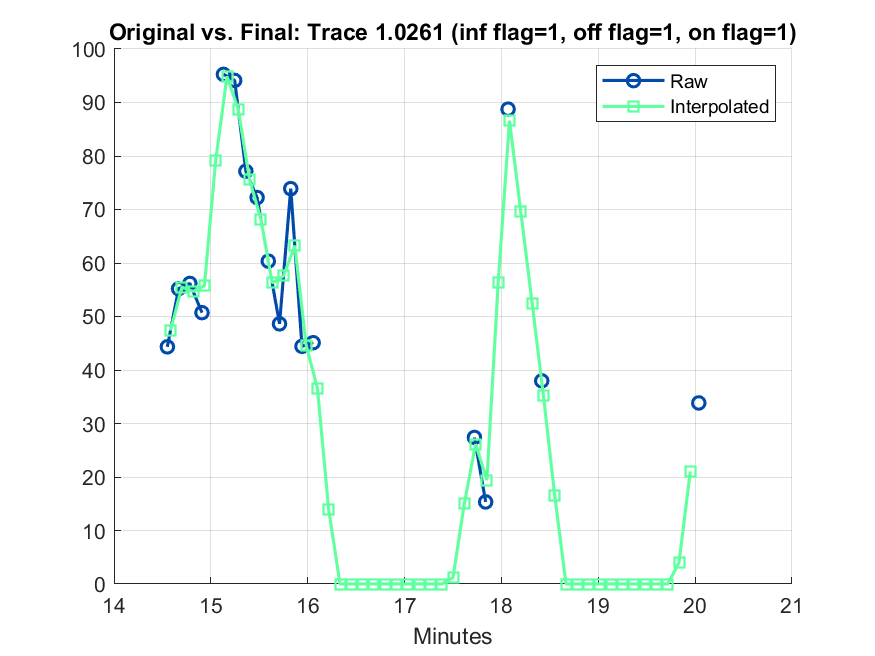 Original vs. Final: Trace 1.0261 (inf flag=1, off flag=1, on flag=1)
100
90
80
70
60
50
40
30
20
10
0
Raw
Interpolated
14 15 16 17 18 19 20 21
Minutes